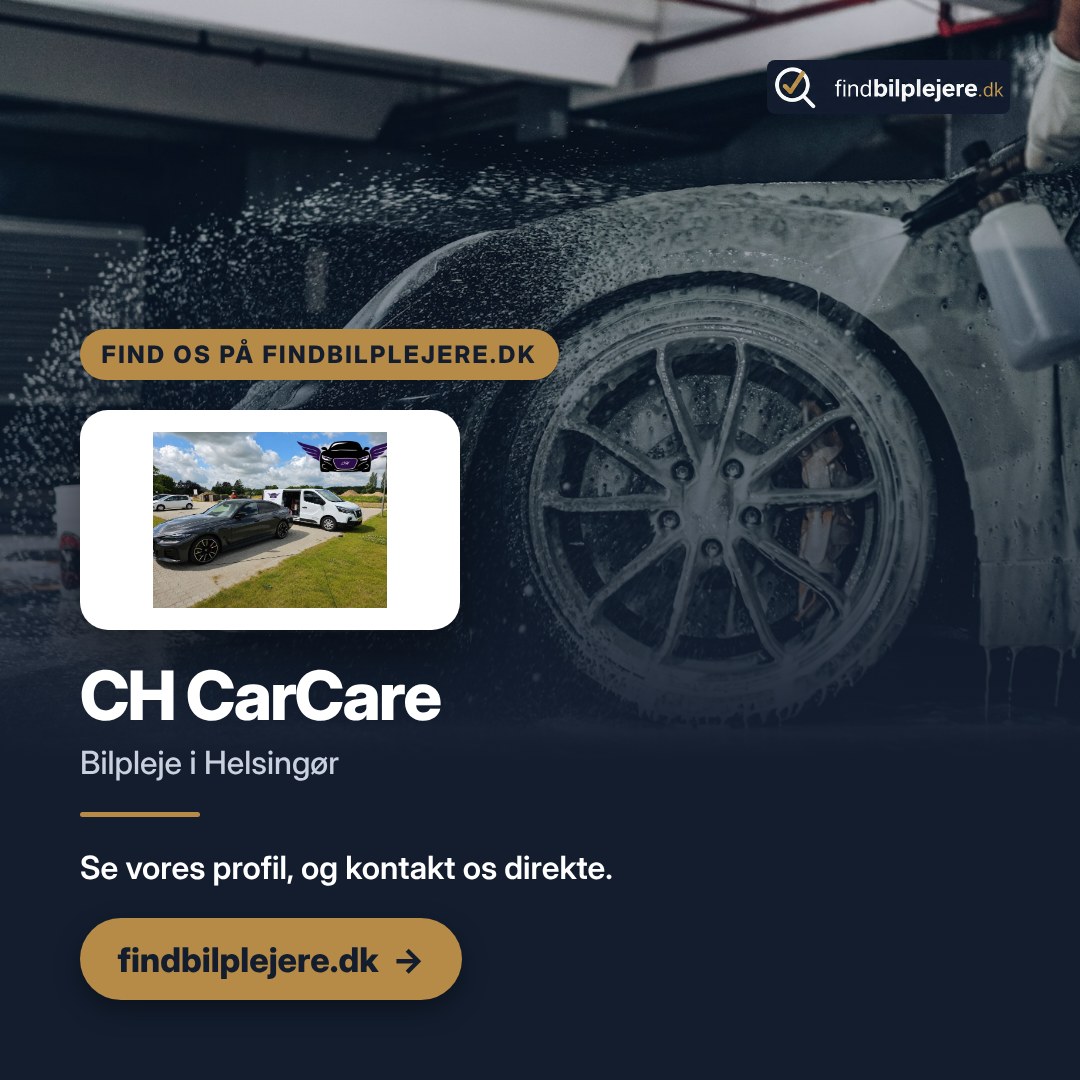 findbilplejere.dk
FIND OS PÅ FINDBILPLEJERE.DK
CH
CH CarCare
Bilpleje i Helsingør
Se vores profil, og kontakt os direkte.
findbilplejere.dk →